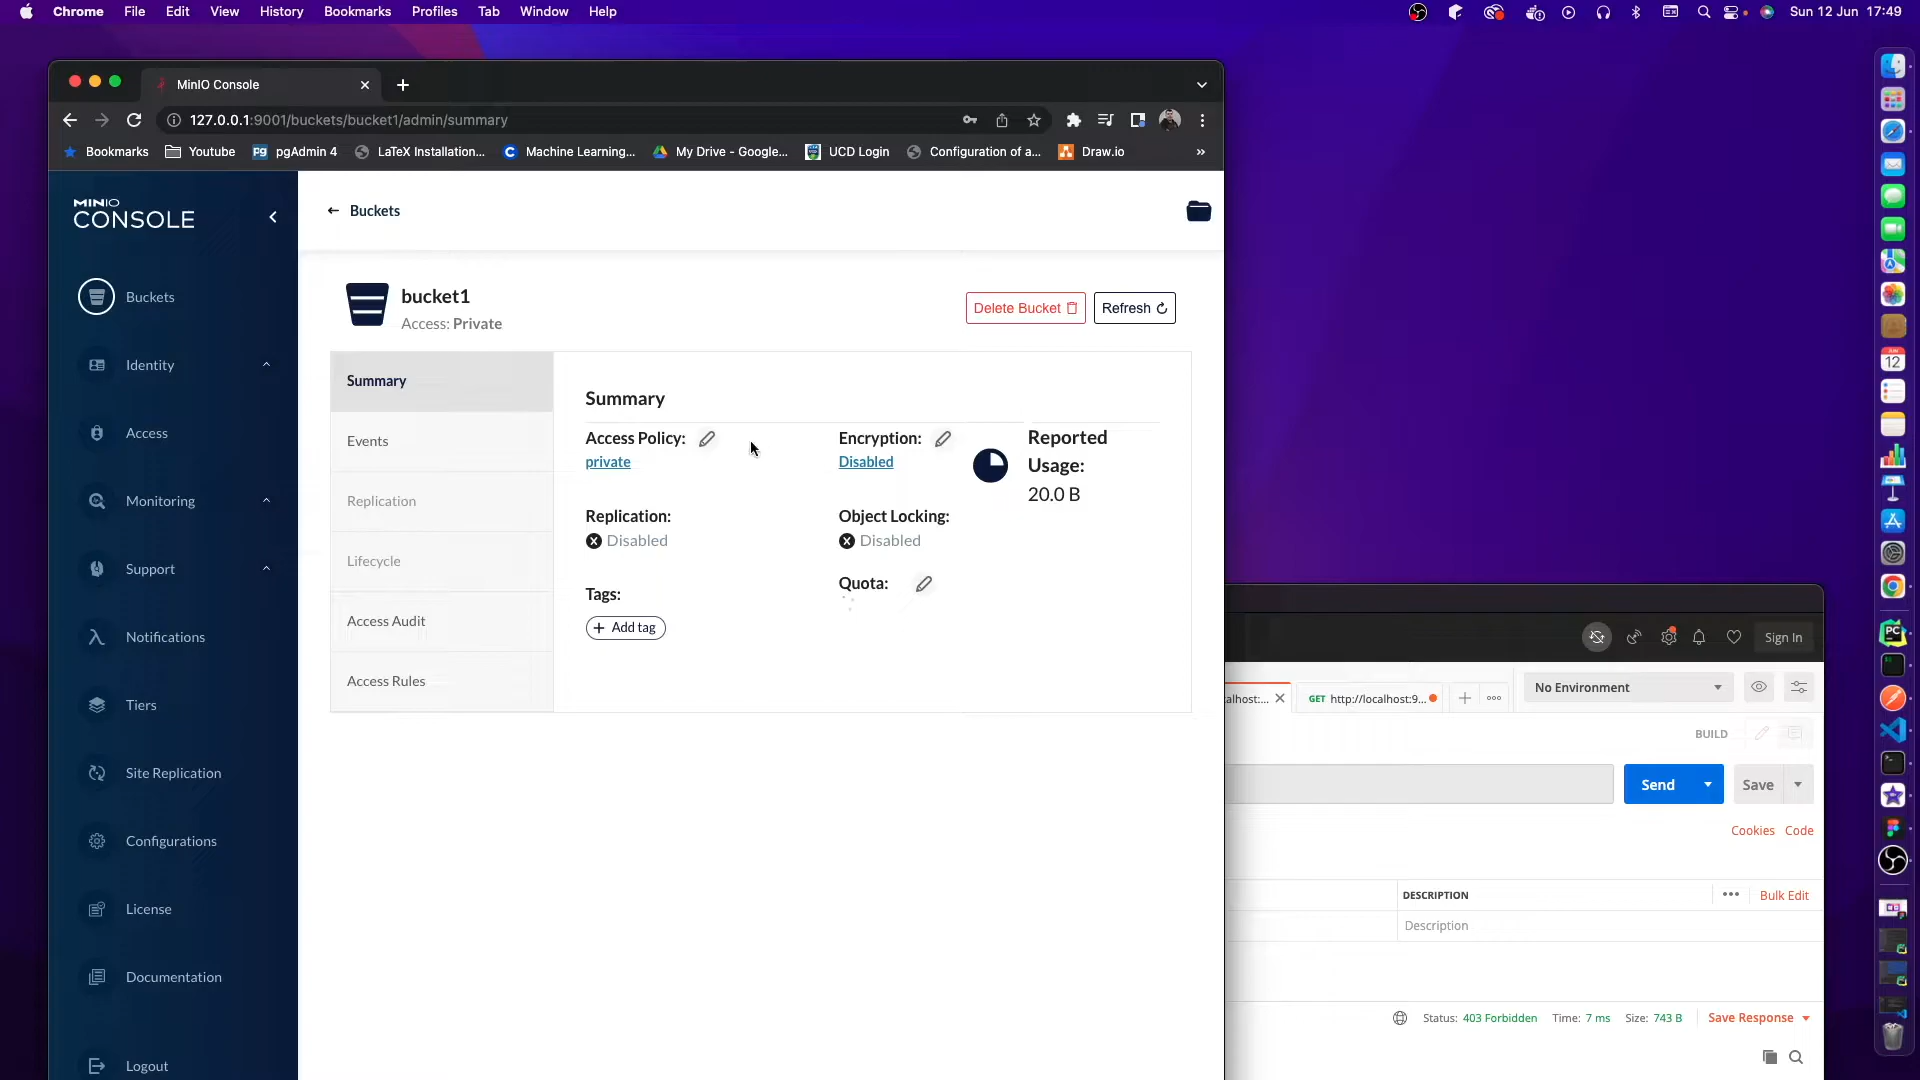 Chrome File Edit View History Bookmarks Profiles Tab Window Help
Sun 12 Jun 17:49
MinIO Console
127.0.0.1:9001/buckets/bucket1/admin/summary
Bookmarks Youtube pgAdmin 4 LaTeX Installation... Machine Learning... My Drive - Google... UCD Login Configuration of a... Draw.io »
MINIO
CONSOLE
Buckets
Identity
Access
Monitoring
Support
Notifications
Tiers
Site Replication
Configurations
License
Documentation
Logout
← Buckets
bucket1
Access: Private
Delete Bucket
Refresh
Summary
Events
Replication
Lifecycle
Access Audit
Access Rules
Summary
Access Policy:
private
Encryption:
Disabled
Reported
Usage:
20.0 B
Replication:
Disabled
Object Locking:
Disabled
Tags:
+ Add tag
Quota:
Sign In
alhost:...
GET http://localhost:9...
No Environment
BUILD
Send
Save
Cookies Code
DESCRIPTION
Bulk Edit
Description
Status: 403 Forbidden Time: 7 ms Size: 743 B Save Response
12
PC